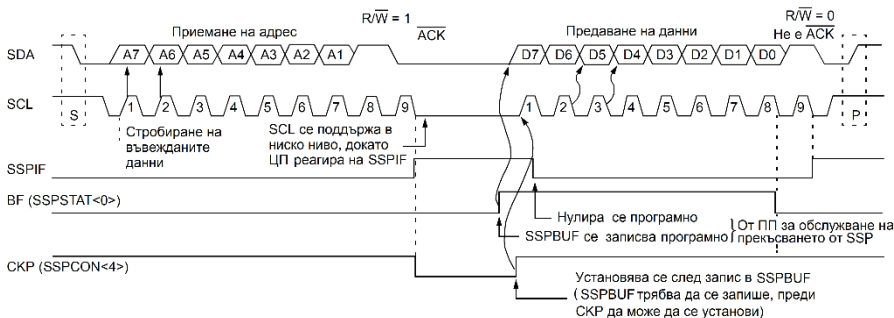 Приемане на адрес R/W = 1 ACK Предаване на данни R/W = 0
Не е ACK
SDA A7 A6 A5 A4 A3 A2 A1 D7 D6 D5 D4 D3 D2 D1 D0
SCL 1 2 3 4 5 6 7 8 9 1 2 3 4 5 6 7 8 9
S P
Стробиране на
въвежданите
данни
SCL се поддържа в
ниско ниво, докато
ЦП реагира на SSPIF
SSPIF
BF (SSPSTAT<0>)
Нулира се програмно
SSPBUF се записва програмно
От ПП за обслужване на
прекъсването от SSP
CKP (SSPCON<4>)
Установява се след запис в SSPBUF
( SSPBUF трябва да се запише, преди
CKP да може да се установи)